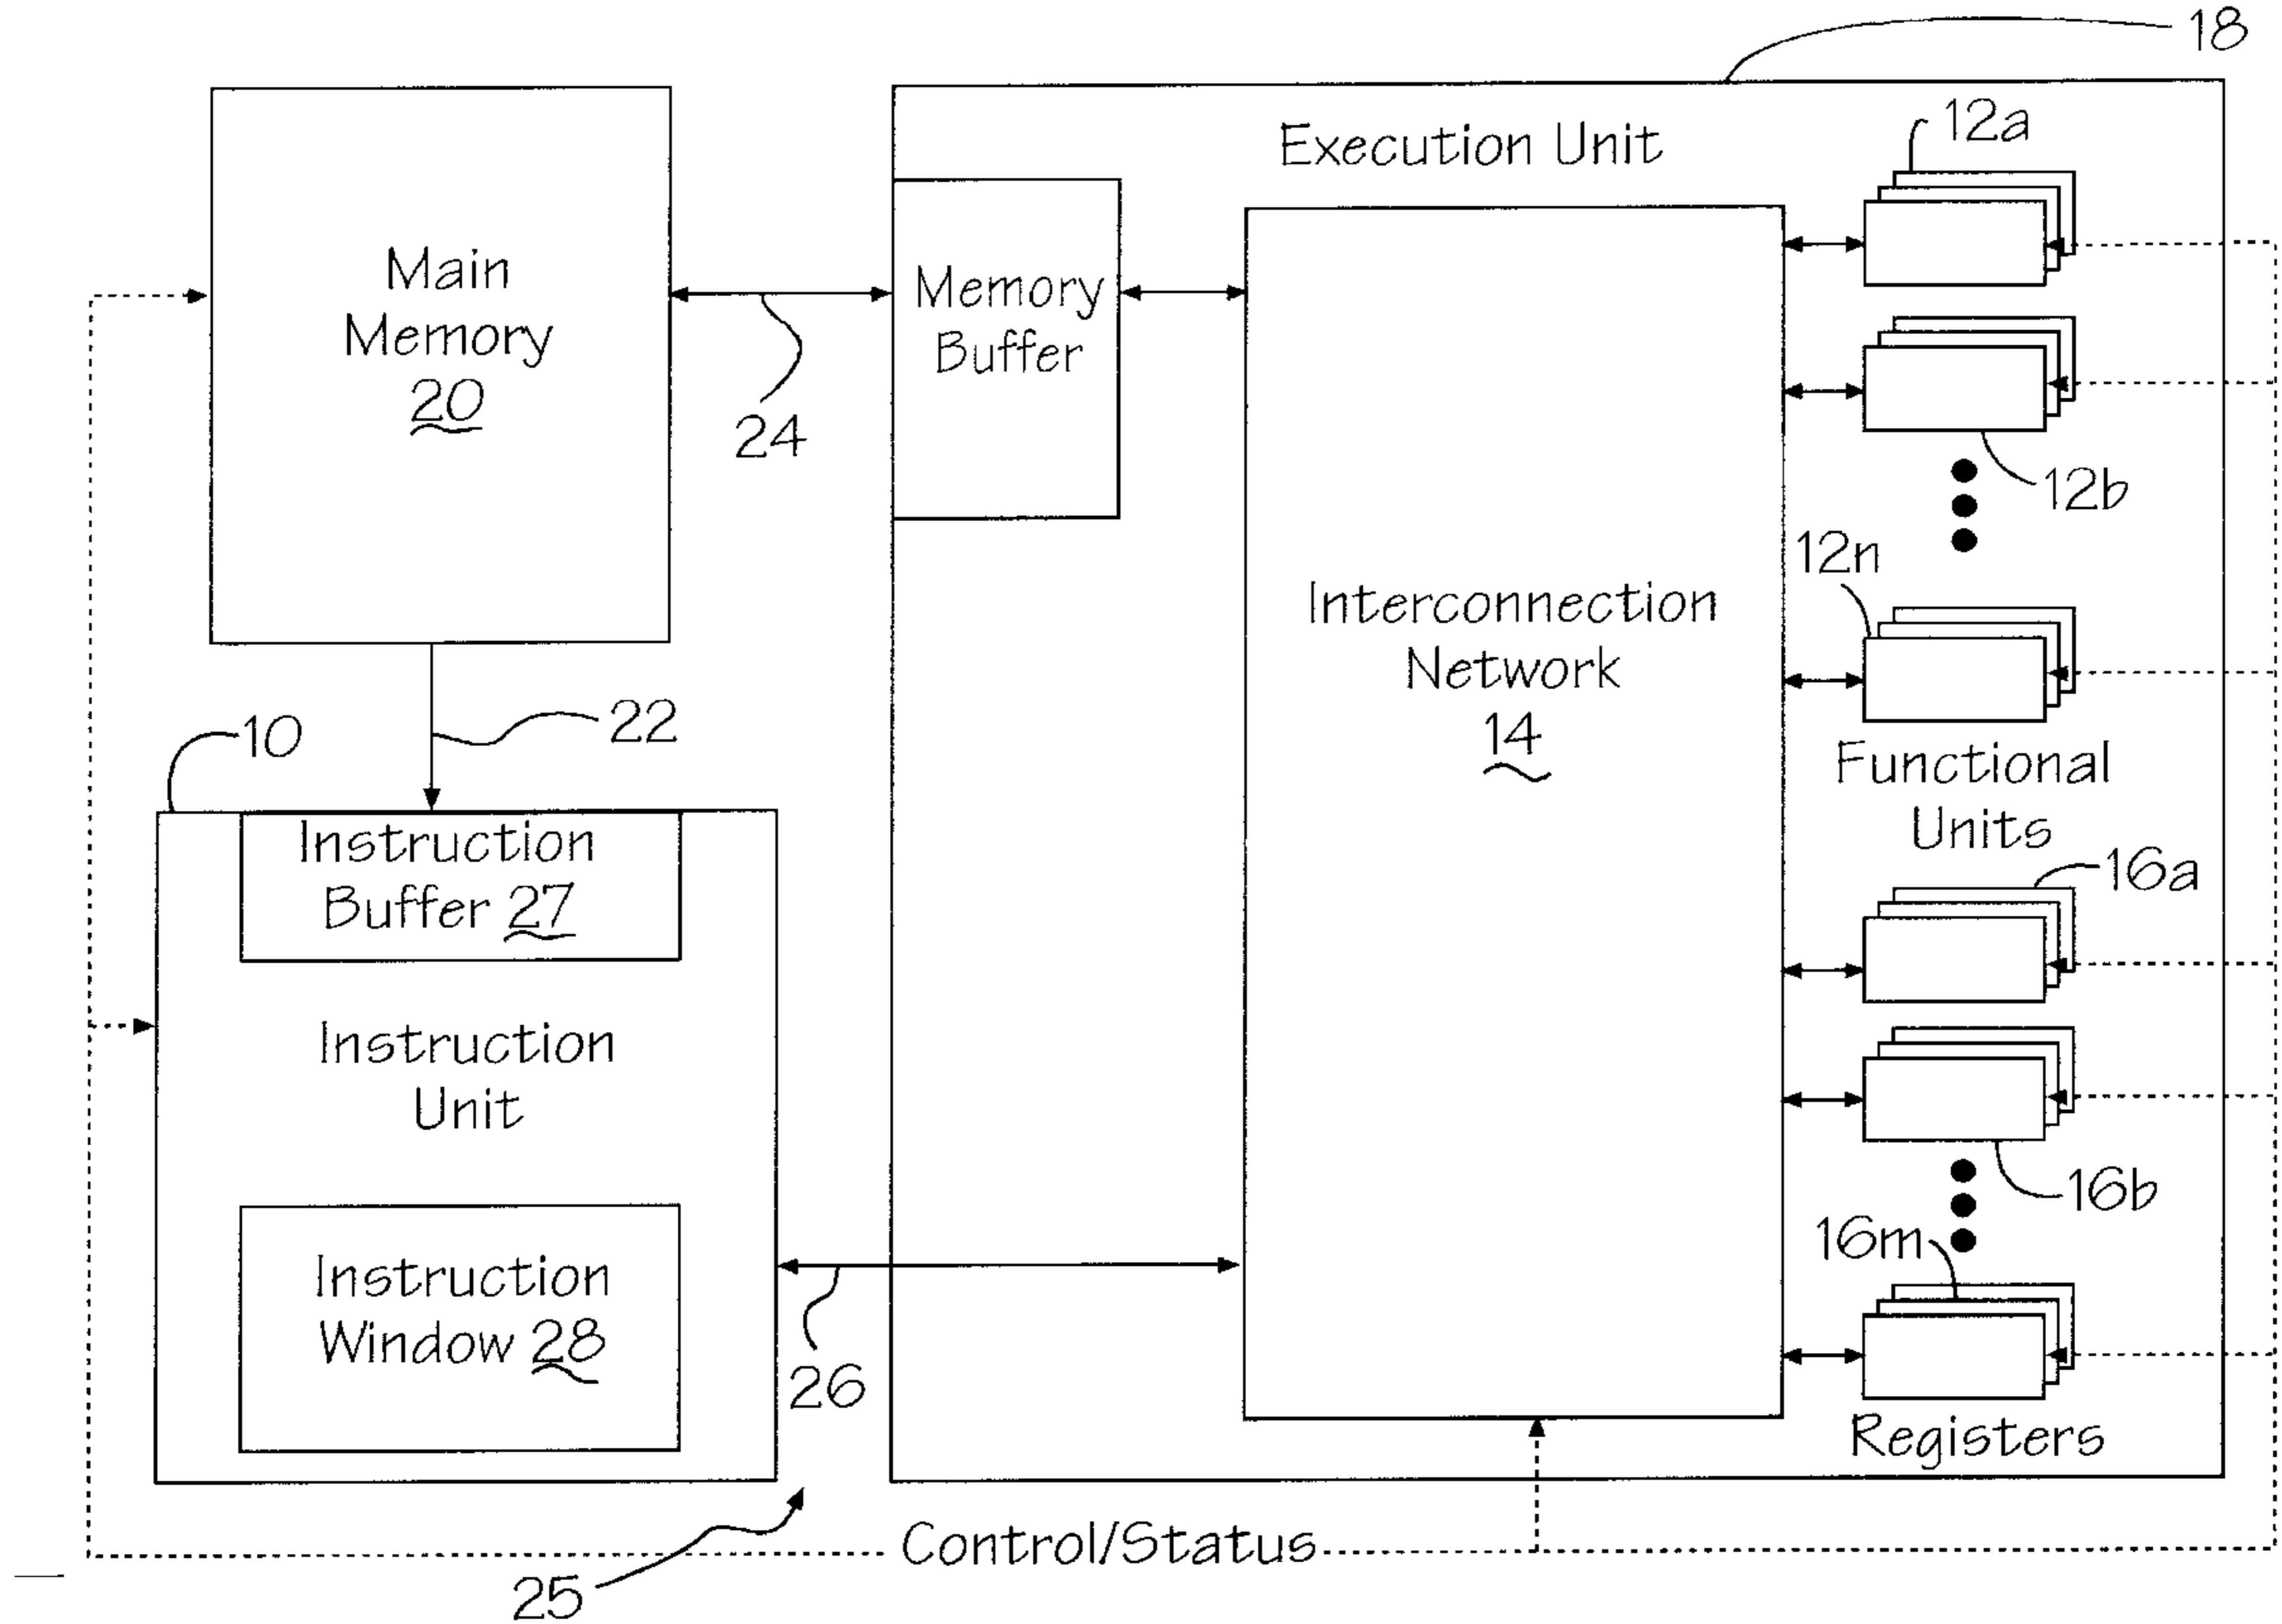 18
Execution Unit
12a
Main
Memory
20
24
Memory
Buffer
12b
12n
Interconnection
Network
14
Functional
Units
10
22
Instruction
Buffer 27
16a
Instruction
Unit
16b
16m
Instruction
Window 28
26
Registers
Control/Status
25